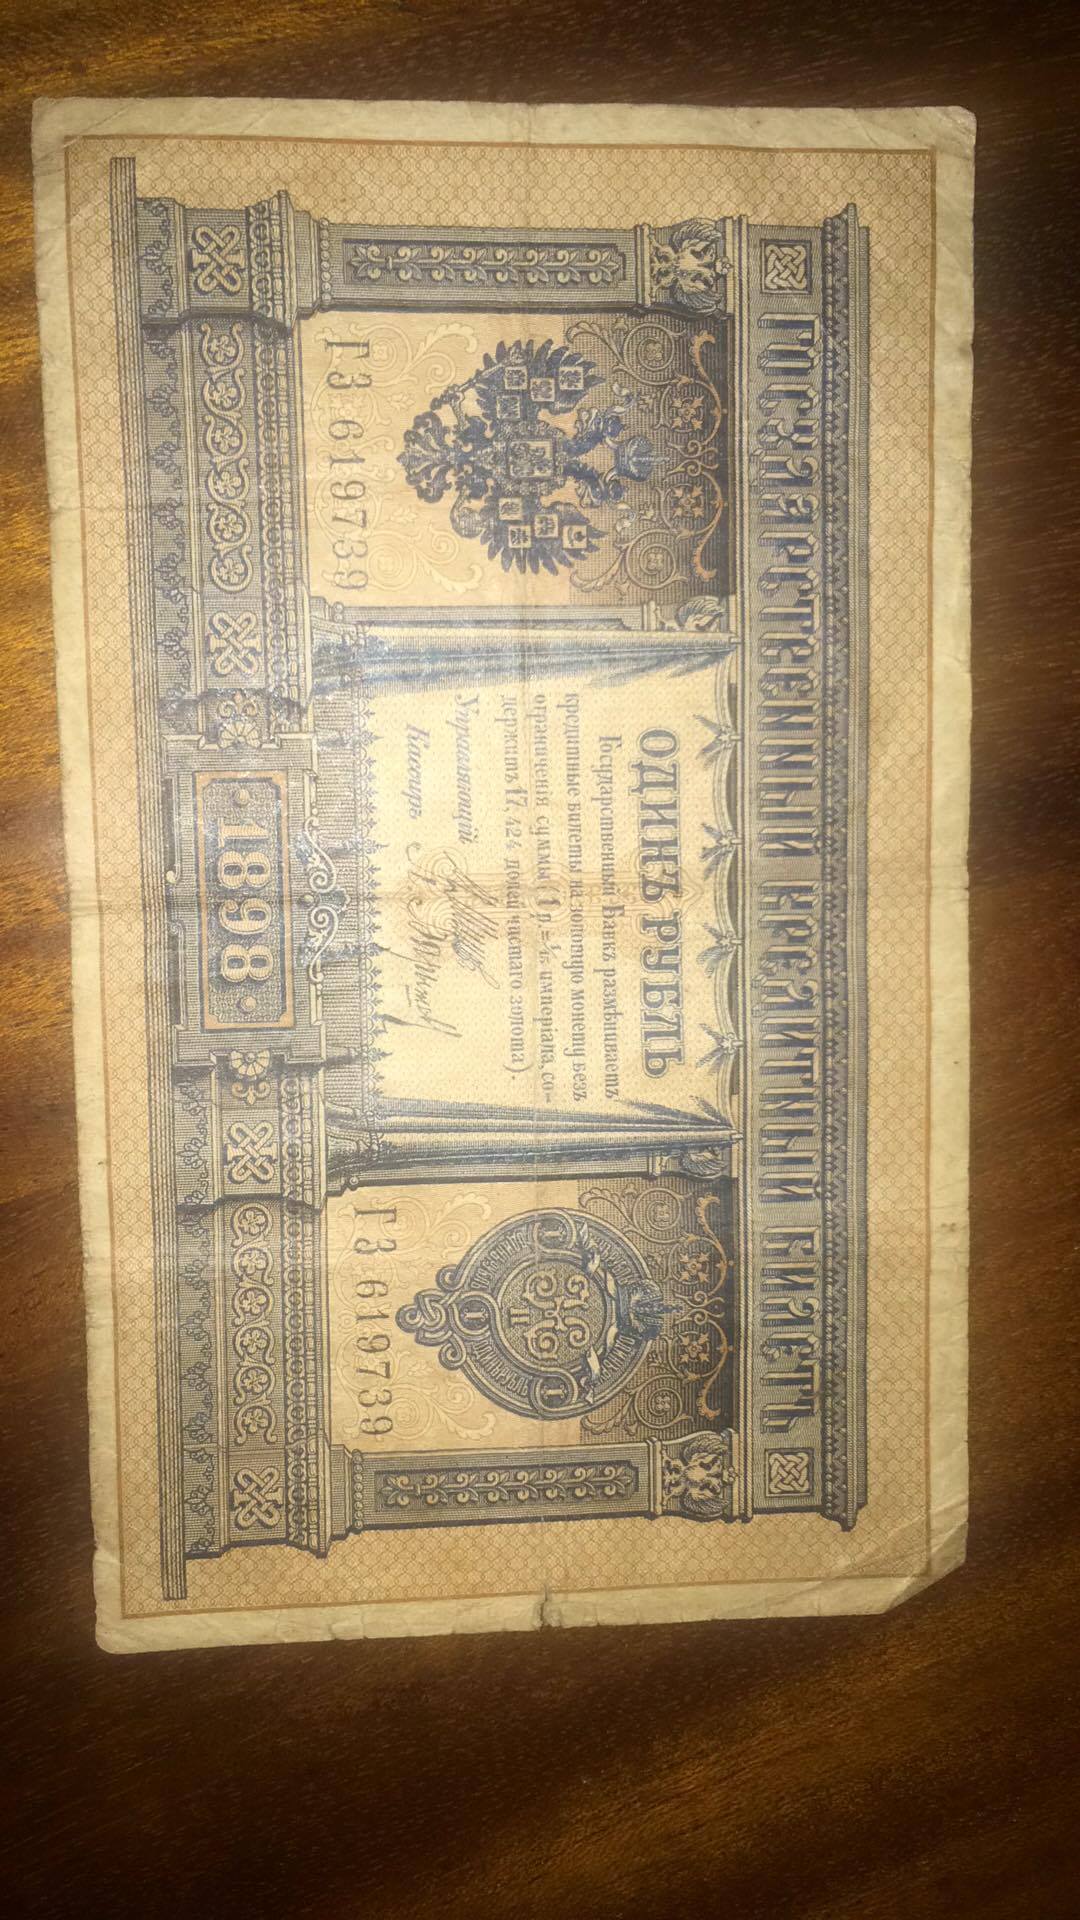 ГОСУДАРСТВЕННЫЙ КРЕДИТНЫЙ БИЛЕТЪ
ОДИНЪ РУБЛЬ
Государственный Банкъ размѣниваетъ
кредитные билеты на золотую монету безъ
ограниченія суммы (1 р.=1/15 имперіала, со-
держитъ 17,424 долей чистаго золота).
Управляющій
Кассиръ
ГЗ 619739
ГЗ 619739
1898